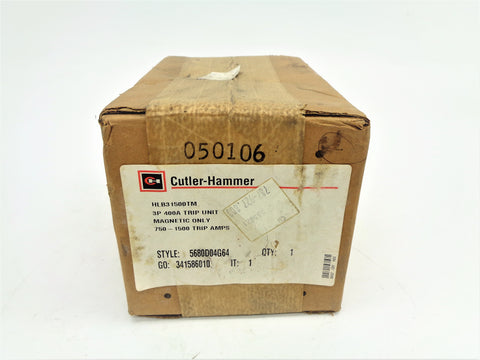 050106
Cutler-Hammer
HLB31500TM
3P 400A TRIP UNIT
MAGNETIC ONLY
750 - 1500 TRIP AMPS
STYLE: 5680D04G64 QTY: 1
GO: 341586010 IT: 1